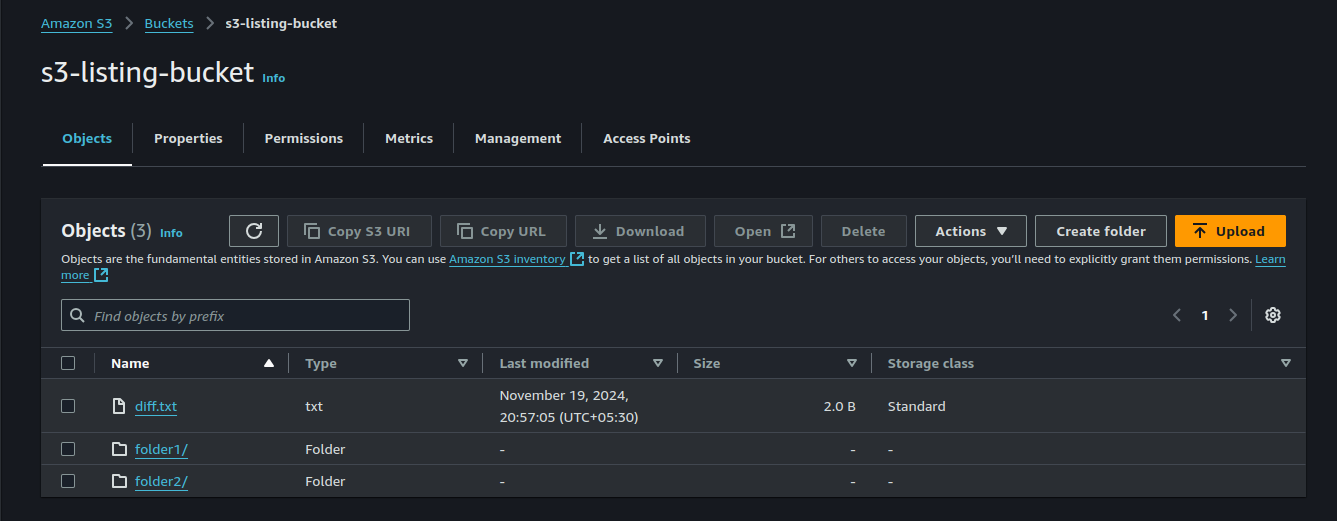 Amazon S3 > Buckets > s3-listing-bucket
s3-listing-bucket Info
Objects Properties Permissions Metrics Management Access Points
Objects (3) Info Copy S3 URI Copy URL Download Open Delete Actions Create folder Upload
Objects are the fundamental entities stored in Amazon S3. You can use Amazon S3 inventory to get a list of all objects in your bucket. For others to access your objects, you’ll need to explicitly grant them permissions. Learn
more
Find objects by prefix 1
Name Type Last modified Size Storage class
diff.txt txt November 19, 2024, 20:57:05 (UTC+05:30) 2.0 B Standard
folder1/ Folder - - -
folder2/ Folder - - -